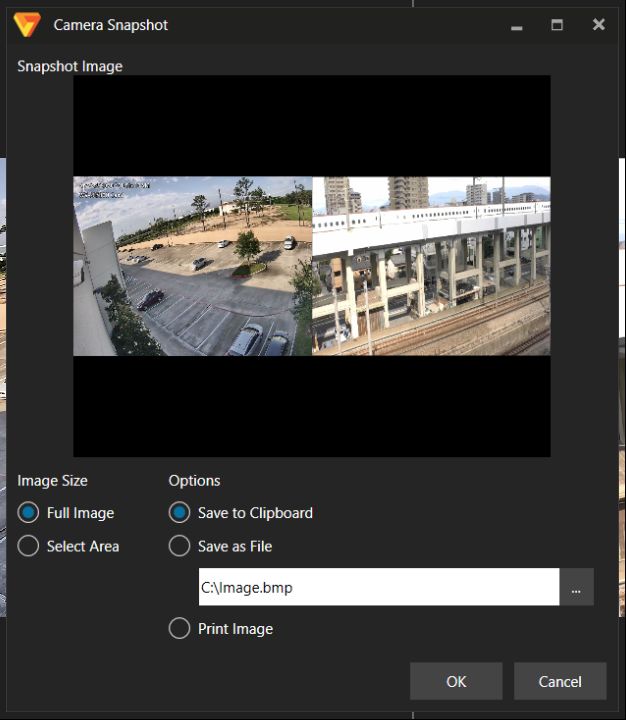 Camera Snapshot
Snapshot Image
Image Size
Options
Full Image
Save to Clipboard
Select Area
Save as File
C:\Image.bmp
...
Print Image
OK
Cancel